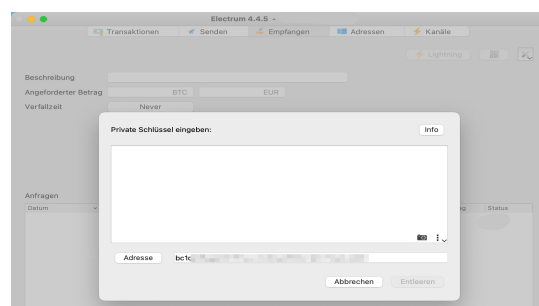 Electrum 4.4.5 -
Transaktionen Senden Empfangen Adressen Kanäle
Lightning
Beschreibung
Angeforderter Betrag BTC EUR
Verfallzeit Never
Private Schlüssel eingeben: Info
Anfragen
Datum Status
Adresse bc1
Abbrechen Entleeren